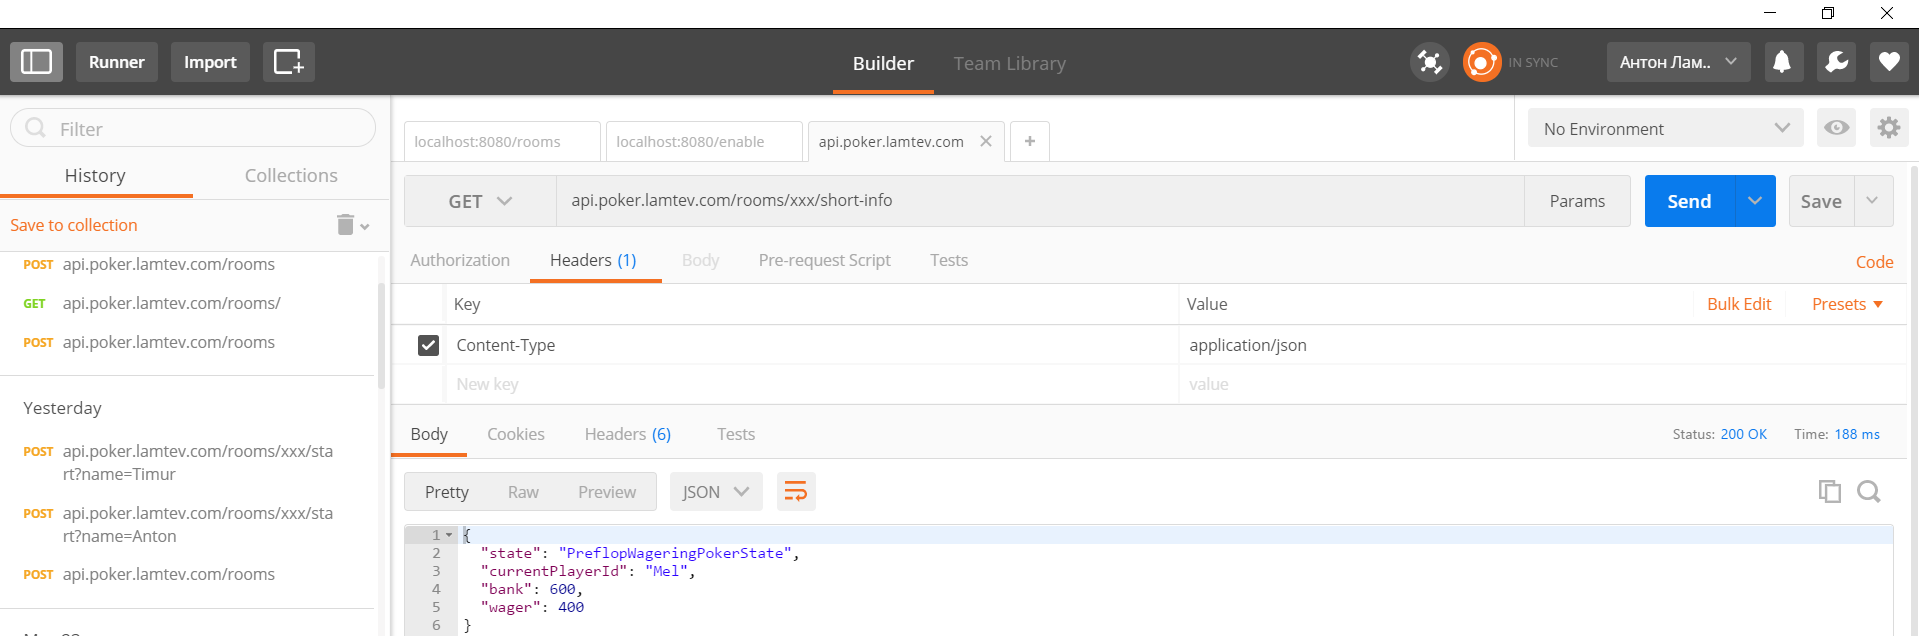 Runner
Import
Builder
Team Library
IN SYNC
Антон Лам..
Filter
History
Collections
Save to collection
POST api.poker.lamtev.com/rooms
GET api.poker.lamtev.com/rooms/
POST api.poker.lamtev.com/rooms
Yesterday
POST api.poker.lamtev.com/rooms/xxx/sta
rt?name=Timur
POST api.poker.lamtev.com/rooms/xxx/sta
rt?name=Anton
POST api.poker.lamtev.com/rooms
localhost:8080/rooms
localhost:8080/enable
api.poker.lamtev.com
No Environment
GET
api.poker.lamtev.com/rooms/xxx/short-info
Params
Send
Save
Authorization
Headers (1)
Body
Pre-request Script
Tests
Code
Key
Value
Bulk Edit
Presets
Content-Type
application/json
New key
value
Body
Cookies
Headers (6)
Tests
Status: 200 OK
Time: 188 ms
Pretty
Raw
Preview
JSON
1 {
2 "state": "PreflopWageringPokerState",
3 "currentPlayerId": "Mel",
4 "bank": 600,
5 "wager": 400
6 }